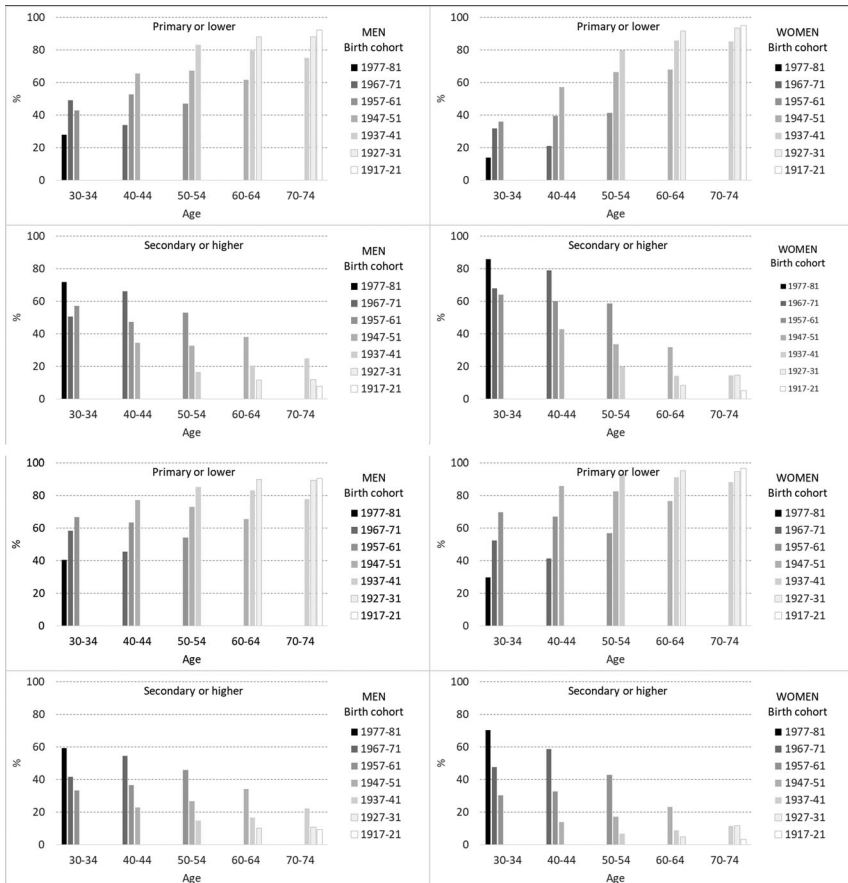 %
100
80
60
40
20
0
Primary or lower
30-34 40-44 50-54 60-64 70-74
Age
MEN
Birth cohort
1977-81
1967-71
1957-61
1947-51
1937-41
1927-31
1917-21
%
100
80
60
40
20
0
Primary or lower
30-34 40-44 50-54 60-64 70-74
Age
WOMEN
Birth cohort
1977-81
1967-71
1957-61
1947-51
1937-41
1927-31
1917-21
%
100
80
60
40
20
0
Secondary or higher
30-34 40-44 50-54 60-64 70-74
Age
MEN
Birth cohort
1977-81
1967-71
1957-61
1947-51
1937-41
1927-31
1917-21
%
100
80
60
40
20
0
Secondary or higher
30-34 40-44 50-54 60-64 70-74
Age
WOMEN
Birth cohort
1977-81
1967-71
1957-61
1947-51
1937-41
1927-31
1917-21
%
100
80
60
40
20
0
Primary or lower
30-34 40-44 50-54 60-64 70-74
Age
MEN
Birth cohort
1977-81
1967-71
1957-61
1947-51
1937-41
1927-31
1917-21
%
100
80
60
40
20
0
Primary or lower
30-34 40-44 50-54 60-64 70-74
Age
WOMEN
Birth cohort
1977-81
1967-71
1957-61
1947-51
1937-41
1927-31
1917-21
%
100
80
60
40
20
0
Secondary or higher
30-34 40-44 50-54 60-64 70-74
Age
MEN
Birth cohort
1977-81
1967-71
1957-61
1947-51
1937-41
1927-31
1917-21
%
100
80
60
40
20
0
Secondary or higher
30-34 40-44 50-54 60-64 70-74
Age
WOMEN
Birth cohort
1977-81
1967-71
1957-61
1947-51
1937-41
1927-31
1917-21